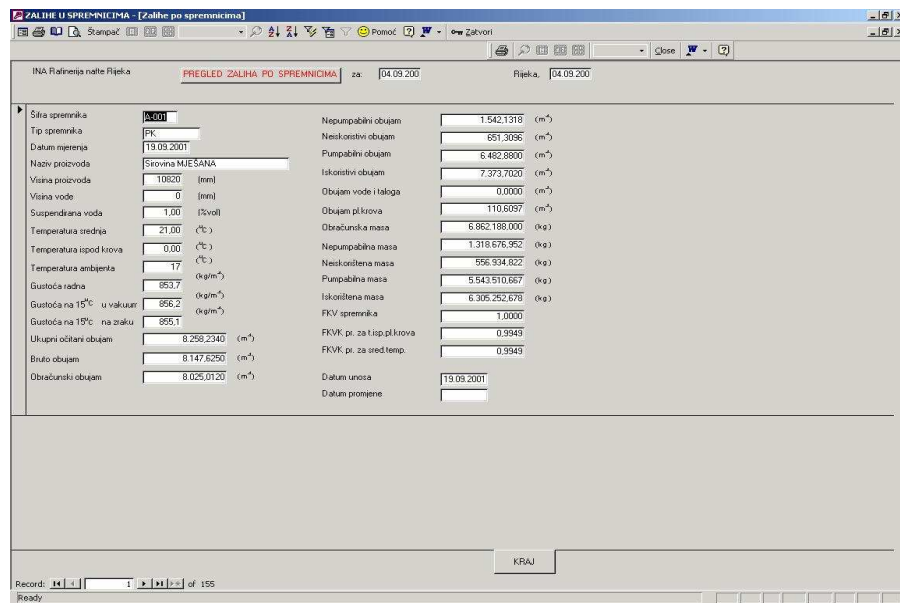 ZALIHE U SPREMNICIMA - [Zalihe po spremnicima]
Štampač Pomoć Zatvori
Close
INA Rafinerija nafte Rijeka PREGLED ZALIHA PO SPREMNICIMA za: 04.09.200 Rijeka, 04.09.200
Šifra spremnika A-001
Tip spremnika PK
Datum mjerenja 19.09.2001
Naziv proizvoda Sirovina MJEŠANA
Visina proizvoda 10820 (mm)
Visina vode 0 (mm)
Suspendirana voda 1,00 (%vol)
Temperatura srednja 21,00 (°C)
Temperatura ispod krova 0,00 (°C)
Temperatura ambijenta 17 (°C)
Gustoća radna 853,7 (kg/m³)
Gustoća na 15°C u vakuum 856,2 (kg/m³)
Gustoća na 15°C na zraku 855,1 (kg/m³)
Ukupni očitani obujam 8.258,2340 (m³)
Bruto obujam 8.147,6250 (m³)
Obračunski obujam 8.025,0120 (m³)
Nepumpabilni obujam 1.542,1318 (m³)
Neiskoristivi obujam 651,3096 (m³)
Pumpabilni obujam 6.482,8800 (m³)
Iskoristivi obujam 7.373,7020 (m³)
Obujam vode i taloga 0,0000 (m³)
Obujam pl.krova 110,6097 (m³)
Obračunska masa 6.862.188,000 (kg)
Nepumpabilna masa 1.318.676,952 (kg)
Neiskorištena masa 556.934,822 (kg)
Pumpabilna masa 5.543.510,667 (kg)
Iskorištena masa 6.305.252,678 (kg)
FKV spremnika 1,0000
FKVK pr. za t.isp.pl.krova 0,9949
FKVK pr. za sred.temp. 0,9949
Datum unosa 19.09.2001
Datum promjene
KRAJ
Record: 1 of 155
Ready